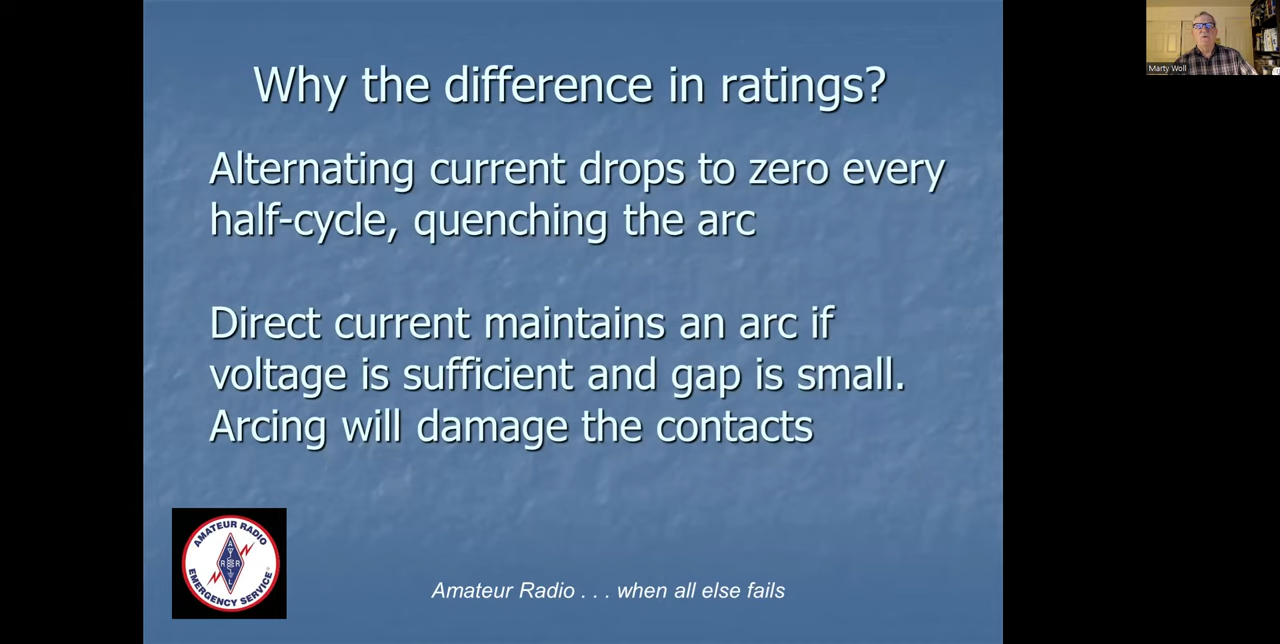 Why the difference in ratings?
Marty Woll
Alternating current drops to zero every
half-cycle, quenching the arc
Direct current maintains an arc if
voltage is sufficient and gap is small.
Arcing will damage the contacts
AMATEUR RADIO
A
R R
L
EMERGENCY SERVICE
Amateur Radio . . . when all else fails